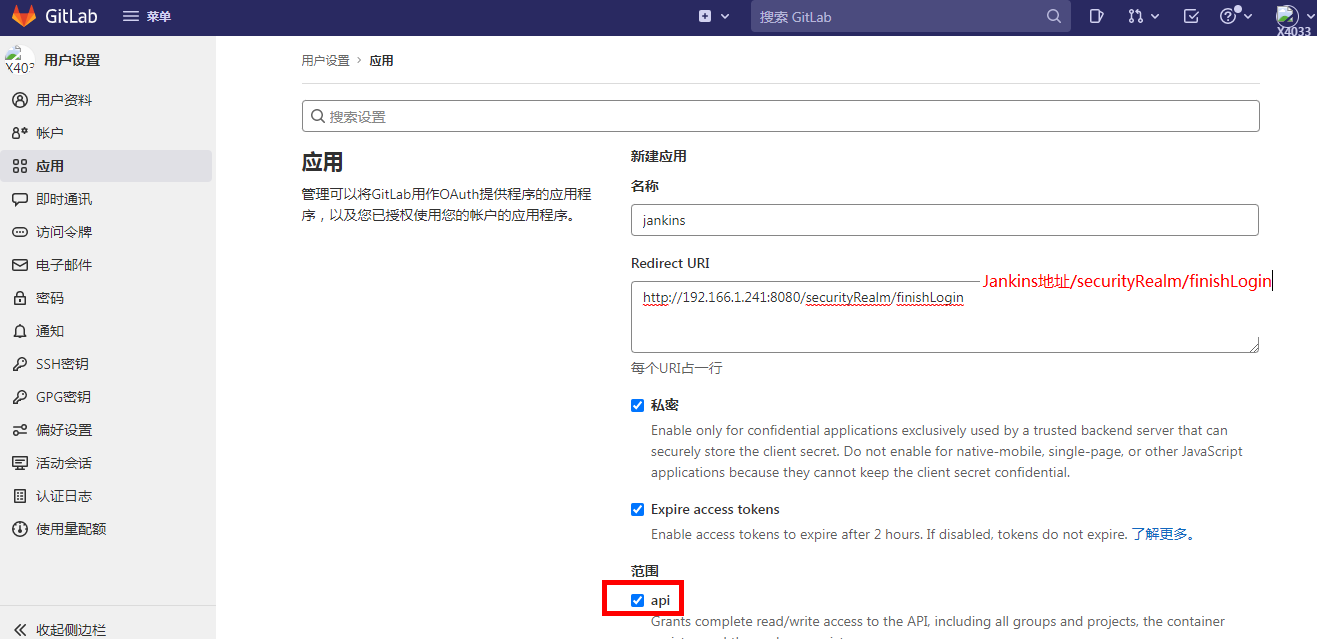 GitLab
菜单
搜索 GitLab
X4033
X403
用户设置
用户资料
帐户
应用
即时通讯
访问令牌
电子邮件
密码
通知
SSH密钥
GPG密钥
偏好设置
活动会话
认证日志
使用量配额
收起侧边栏
用户设置 › 应用
搜索设置
应用
管理可以将GitLab用作OAuth提供程序的应用程
序，以及您已授权使用您的帐户的应用程序。
新建应用
名称
jankins
Redirect URI
Jankins地址/securityRealm/finishLogin
http://192.166.1.241:8080/securityRealm/finishLogin
每个URI占一行
私密
Enable only for confidential applications exclusively used by a trusted backend server that can
securely store the client secret. Do not enable for native-mobile, single-page, or other JavaScript
applications because they cannot keep the client secret confidential.
Expire access tokens
Enable access tokens to expire after 2 hours. If disabled, tokens do not expire. 了解更多。
范围
api
Grants complete read/write access to the API, including all groups and projects, the container